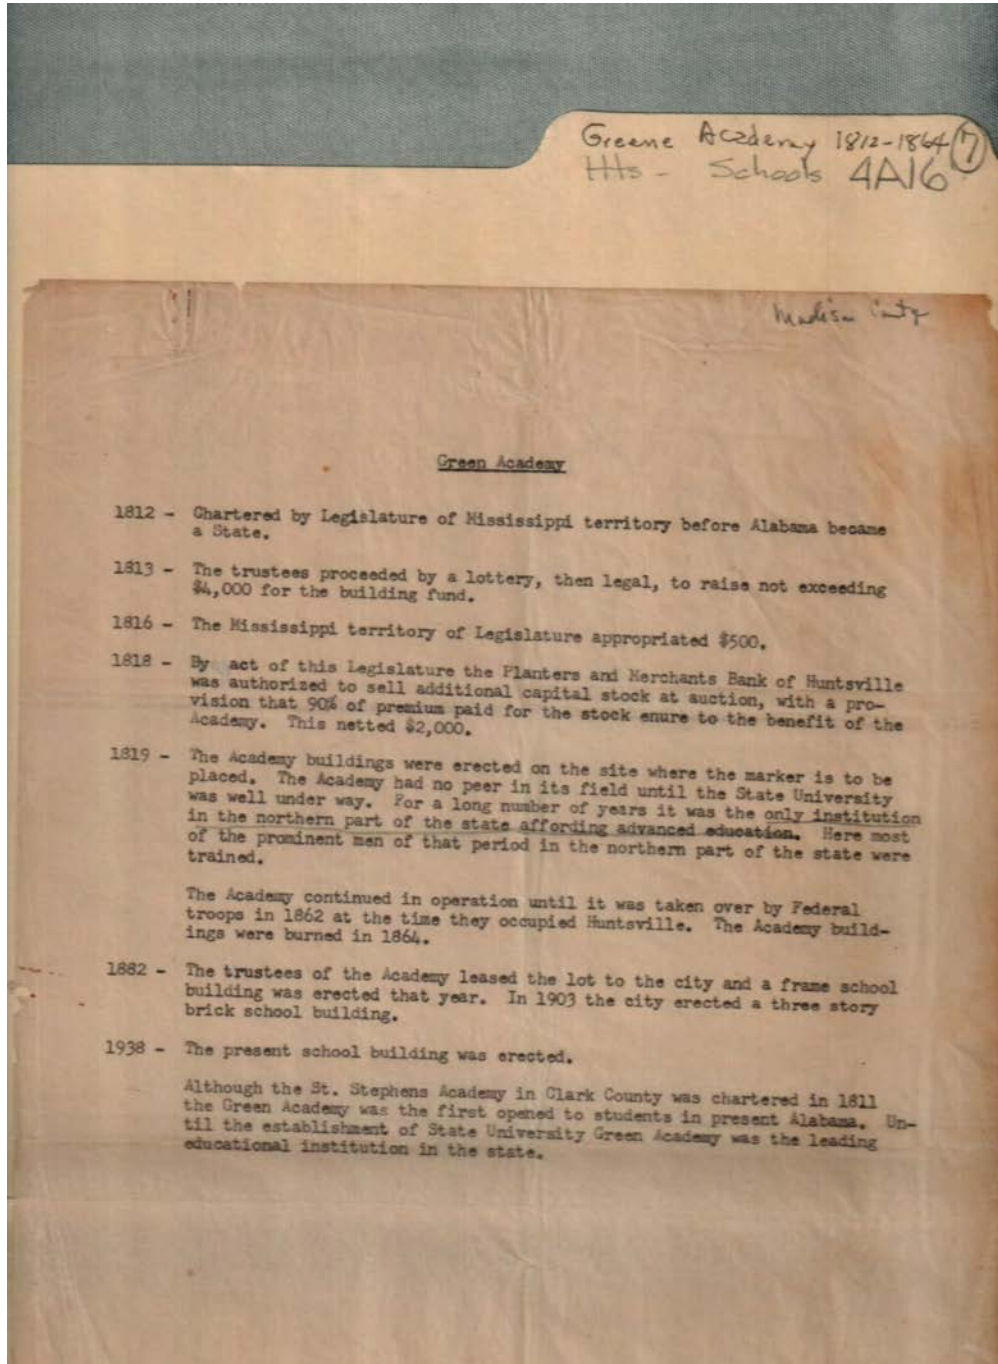 Greene Academy 1812-1864 7
Hts - Schools 4A16
Madison County
Green Academy
1812 - Chartered by Legislature of Mississippi territory before Alabama became
a State.
1813 - The trustees proceeded by a lottery, then legal, to raise not exceeding
$4,000 for the building fund.
1816 - The Mississippi territory of Legislature appropriated $500.
1818 - By act of this Legislature the Planters and Merchants Bank of Huntsville
was authorized to sell additional capital stock at auction, with a pro-
vision that 90% of premium paid for the stock enure to the benefit of the
Academy. This netted $2,000.
1819 - The Academy buildings were erected on the site where the marker is to be
placed. The Academy had no peer in its field until the State University
was well under way. For a long number of years it was the only institution
in the northern part of the state affording advanced education. Here most
of the prominent men of that period in the northern part of the state were
trained.
The Academy continued in operation until it was taken over by Federal
troops in 1862 at the time they occupied Huntsville. The Academy build-
ings were burned in 1864.
1882 - The trustees of the Academy leased the lot to the city and a frame school
building was erected that year. In 1903 the city erected a three story
brick school building.
1938 - The present school building was erected.
Although the St. Stephens Academy in Clark County was chartered in 1811
the Green Academy was the first opened to students in present Alabama. Un-
til the establishment of State University Green Academy was the leading
educational institution in the state.